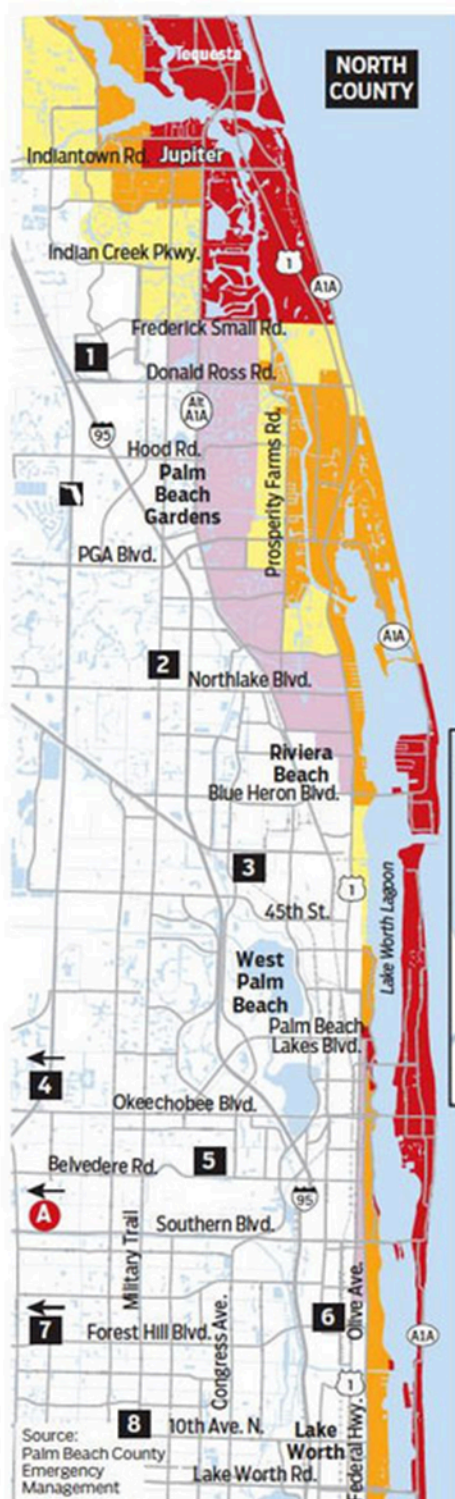 NORTH
COUNTY
Tequesta
Indiantown Rd.
Jupiter
Indian Creek Pkwy.
1
A1A
Frederick Small Rd.
1
Donald Ross Rd.
Alt
A1A
95
Hood Rd.
Prosperity Farms Rd.
Palm
Beach
Gardens
PGA Blvd.
A1A
2
Northlake Blvd.
Riviera
Beach
Blue Heron Blvd.
3
1
45th St.
Lake Worth Lagoon
West
Palm
Beach
Palm Beach
Lakes Blvd.
4
Okeechobee Blvd.
5
Belvedere Rd.
95
A
Southern Blvd.
Military Trail
Olive Ave.
6
7
Forest Hill Blvd.
Congress Ave.
A1A
1
8
10th Ave. N.
Lake
Worth
Federal Hwy.
Lake Worth Rd.
Source:
Palm Beach County
Emergency
Management